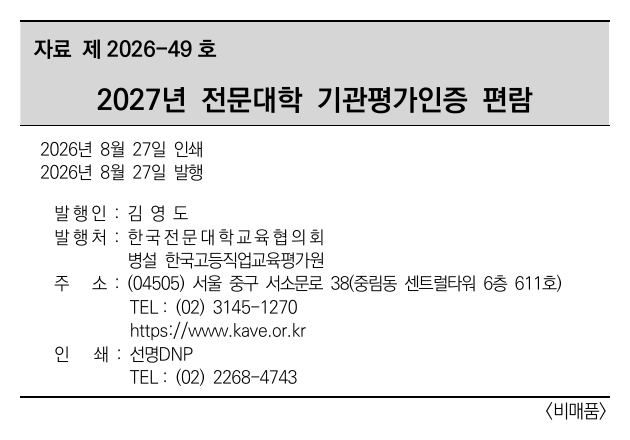 자료 제 2026-49 호
2027년 전문대학 기관평가인증 편람
2026년 8월 27일 인쇄
2026년 8월 27일 발행
발행인 : 김 영 도
발행처 : 한국전문대학교육협의회
병설 한국고등직업교육평가원
주 소 : (04505) 서울 중구 서소문로 38(중림동 센트럴타워 6층 611호)
TEL : (02) 3145-1270
https://www.kave.or.kr
인 쇄 : 선명DNP
TEL : (02) 2268-4743
〈비매품〉